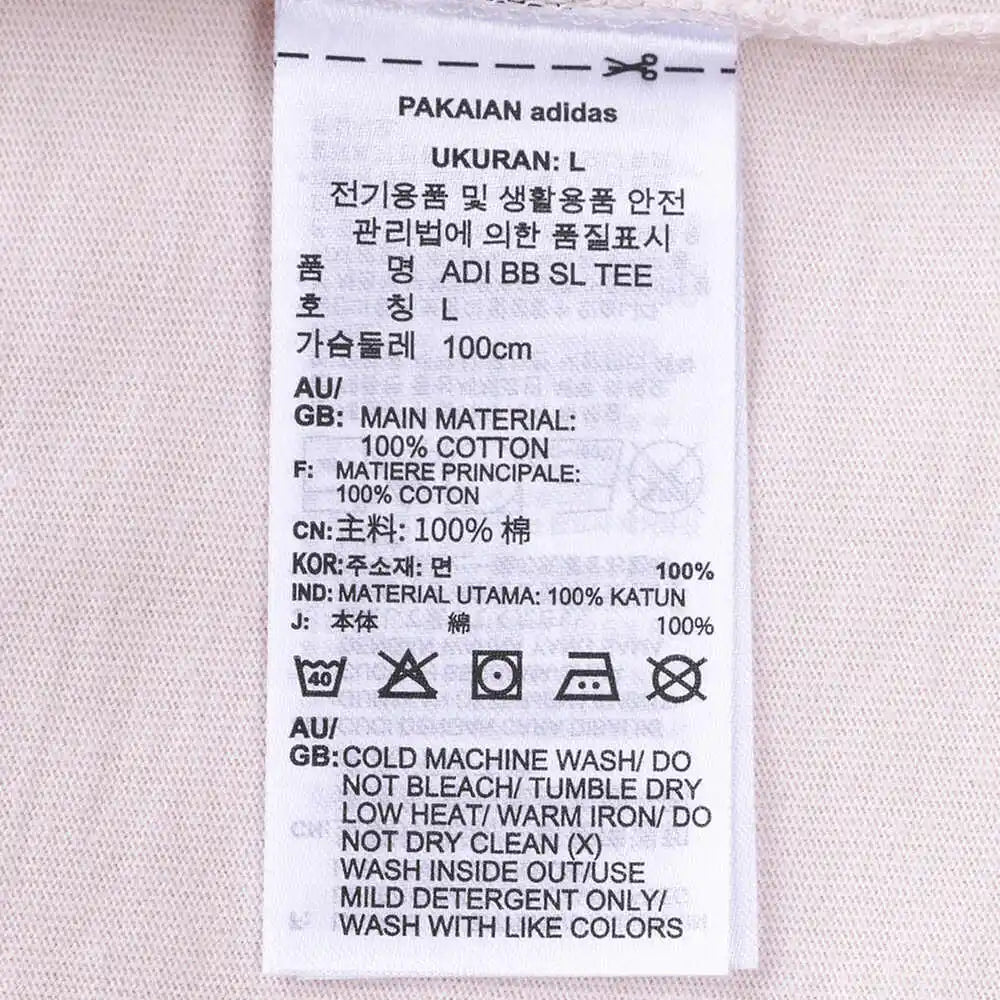 PAKAIAN adidas
UKURAN: L
전기용품 및 생활용품 안전
관리법에 의한 품질표시
품 명 ADI BB SL TEE
호 칭 L
가슴둘레 100cm
AU/
GB: MAIN MATERIAL:
100% COTTON
F: MATIERE PRINCIPALE:
100% COTON
CN:主料: 100% 棉
KOR:주소재: 면 100%
IND: MATERIAL UTAMA: 100% KATUN
J: 本体 綿 100%
40
AU/
GB:COLD MACHINE WASH/ DO
NOT BLEACH/ TUMBLE DRY
LOW HEAT/ WARM IRON/ DO
NOT DRY CLEAN (X)
WASH INSIDE OUT/USE
MILD DETERGENT ONLY/
WASH WITH LIKE COLORS